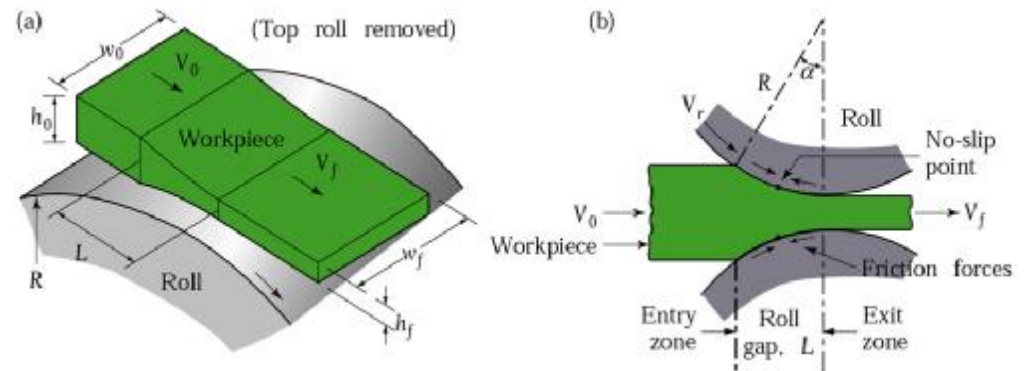 (a)
(Top roll removed)
w0
V0
h0
Workpiece
Vf
L
R
Roll
wf
hf
(b)
R
α
Vr
Roll
No-slip
point
V0
Vf
Workpiece
Friction forces
Entry
zone
Roll
gap, L
Exit
zone